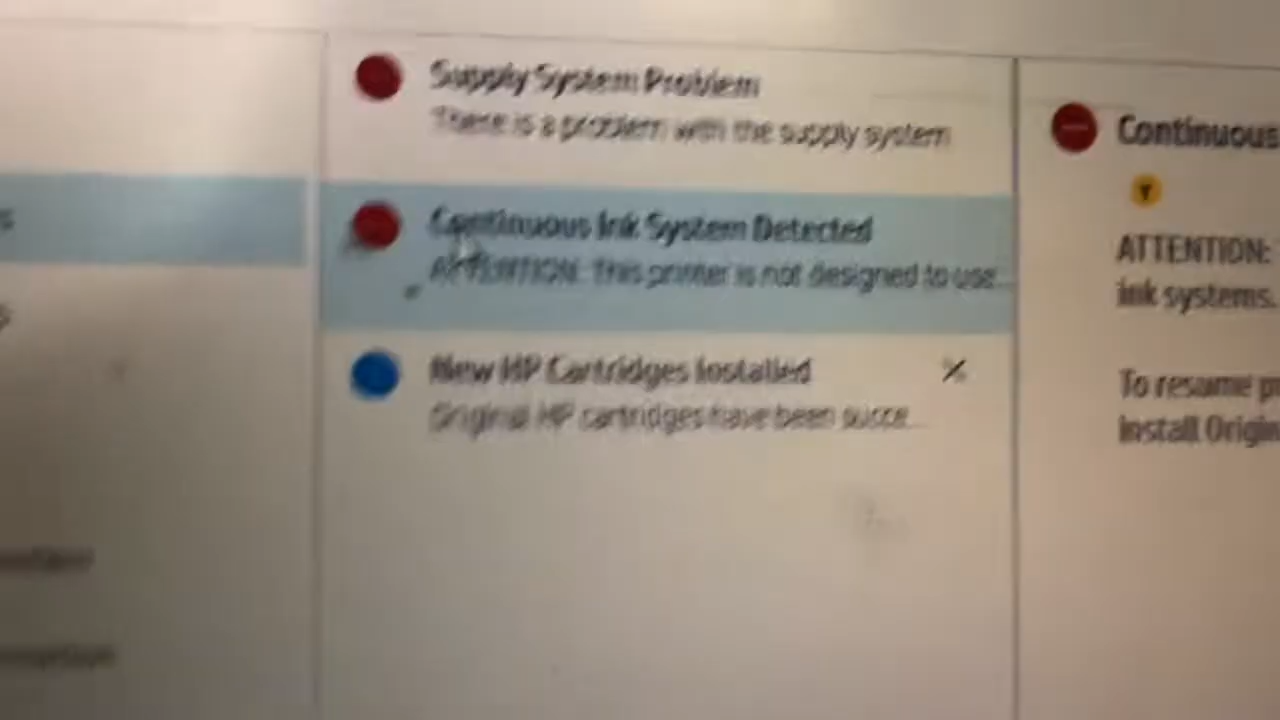 Supply System Problem
There is a problem with the supply system
Continuous Ink System Detected
ATTENTION: This printer is not designed to use...
New HP Cartridges Installed
Original HP cartridges have been succe...
Continuous
Y
ATTENTION:
ink systems.
To resume p
install Origin